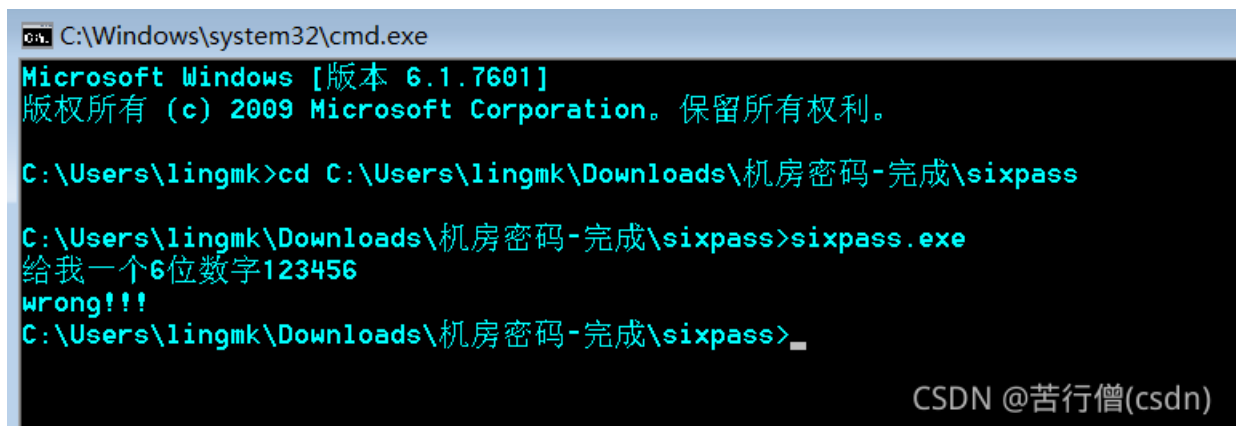 C:\Windows\system32\cmd.exe
Microsoft Windows [版本 6.1.7601]
版权所有 (c) 2009 Microsoft Corporation。保留所有权利。
C:\Users\lingmk>cd C:\Users\lingmk\Downloads\机房密码-完成\sixpass
C:\Users\lingmk\Downloads\机房密码-完成\sixpass>sixpass.exe
给我一个6位数字123456
wrong!!!
C:\Users\lingmk\Downloads\机房密码-完成\sixpass>_
CSDN @苦行僧(csdn)